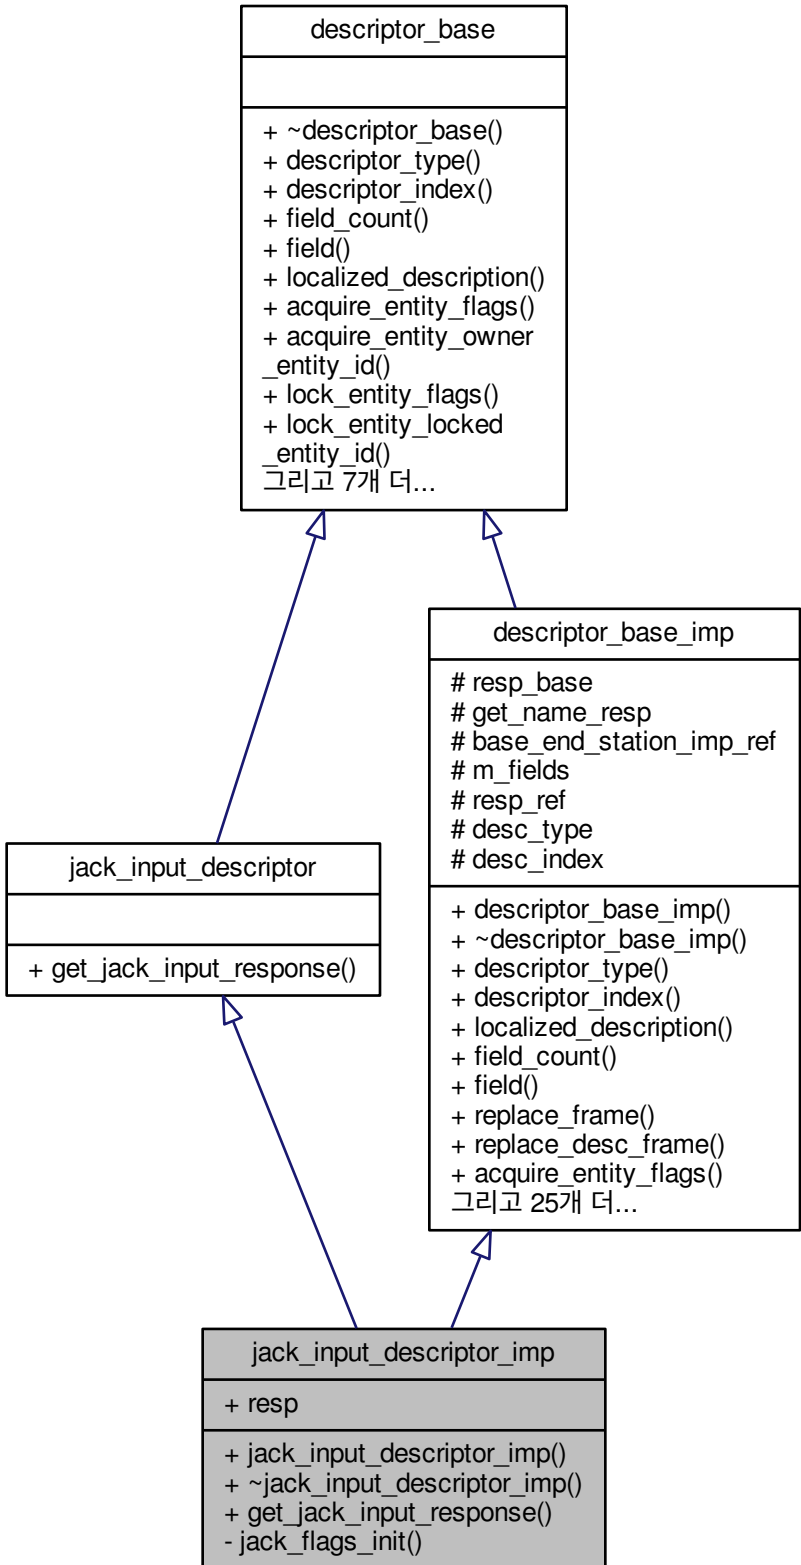 descriptor_base
+ ~descriptor_base()
+ descriptor_type()
+ descriptor_index()
+ field_count()
+ field()
+ localized_description()
+ acquire_entity_flags()
+ acquire_entity_owner
_entity_id()
+ lock_entity_flags()
+ lock_entity_locked
_entity_id()
그리고 7개 더...
descriptor_base_imp
# resp_base
# get_name_resp
# base_end_station_imp_ref
# m_fields
# resp_ref
# desc_type
# desc_index
+ descriptor_base_imp()
+ ~descriptor_base_imp()
+ descriptor_type()
+ descriptor_index()
+ localized_description()
+ field_count()
+ field()
+ replace_frame()
+ replace_desc_frame()
+ acquire_entity_flags()
그리고 25개 더...
jack_input_descriptor
+ get_jack_input_response()
jack_input_descriptor_imp
+ resp
+ jack_input_descriptor_imp()
+ ~jack_input_descriptor_imp()
+ get_jack_input_response()
- jack_flags_init()